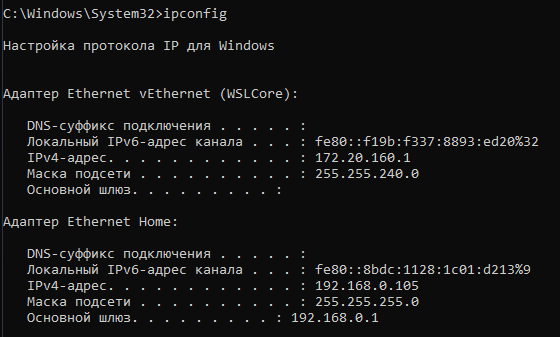 C:\Windows\System32>ipconfig
Настройка протокола IP для Windows
Адаптер Ethernet vEthernet (WSLCore):
DNS-суффикс подключения . . . . . :
Локальный IPv6-адрес канала . . . : fe80::f19b:f337:8893:ed20%32
IPv4-адрес. . . . . . . . . . . . : 172.20.160.1
Маска подсети . . . . . . . . . . : 255.255.240.0
Основной шлюз. . . . . . . . . :
Адаптер Ethernet Home:
DNS-суффикс подключения . . . . . :
Локальный IPv6-адрес канала . . . : fe80::8bdc:1128:1c01:d213%9
IPv4-адрес. . . . . . . . . . . . : 192.168.0.105
Маска подсети . . . . . . . . . . : 255.255.255.0
Основной шлюз. . . . . . . . . : 192.168.0.1